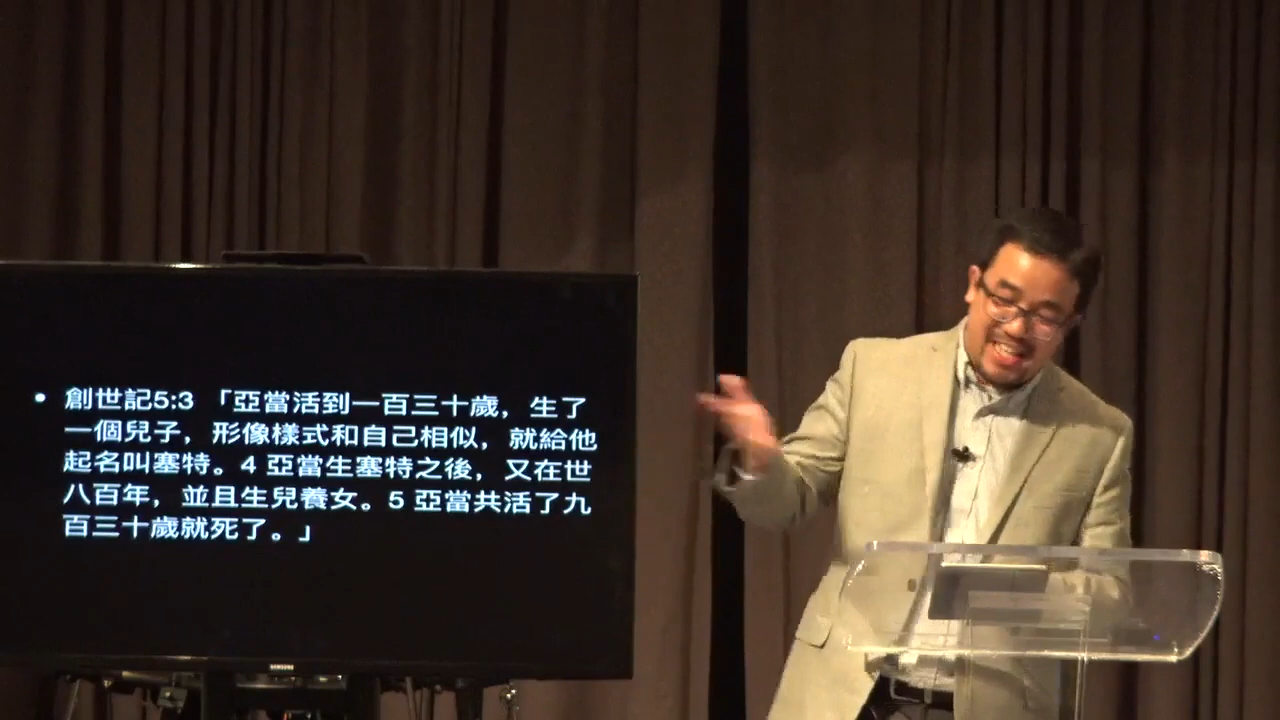 • 創世記5:3 「亞當活到一百三十歲，生了
一個兒子，形像樣式和自己相似，就給他
起名叫塞特。4 亞當生塞特之後，又在世
八百年，並且生兒養女。5 亞當共活了九
百三十歲就死了。」
SAMSUNG